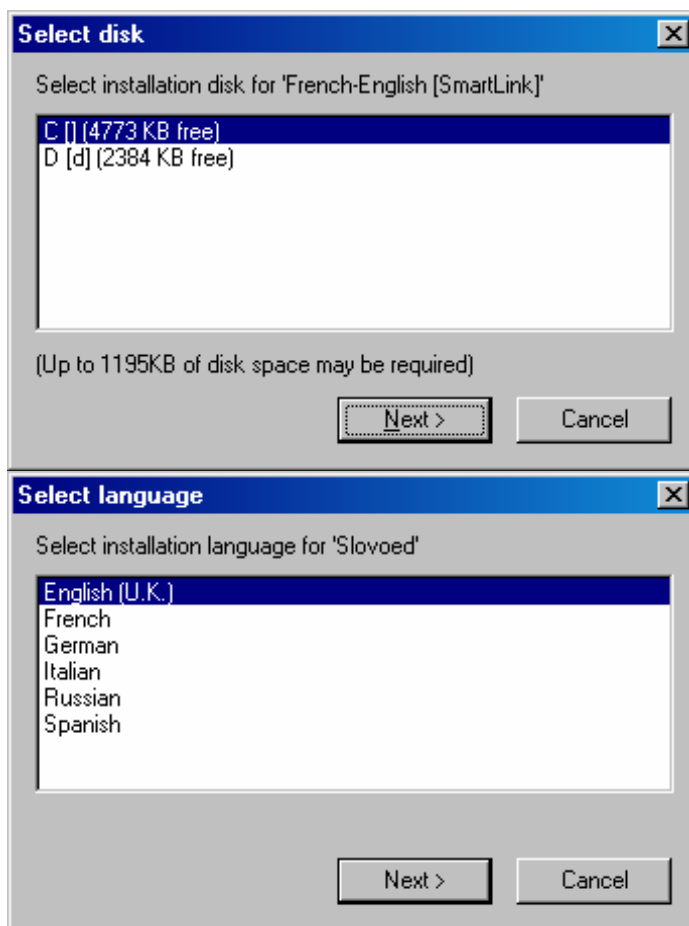 Select disk
Select installation disk for 'French-English [SmartLink]'
C [] (4773 KB free)
D [d] (2384 KB free)
(Up to 1195KB of disk space may be required)
Next > Cancel
Select language
Select installation language for 'Slovoed'
English (U.K.)
French
German
Italian
Russian
Spanish
Next > Cancel